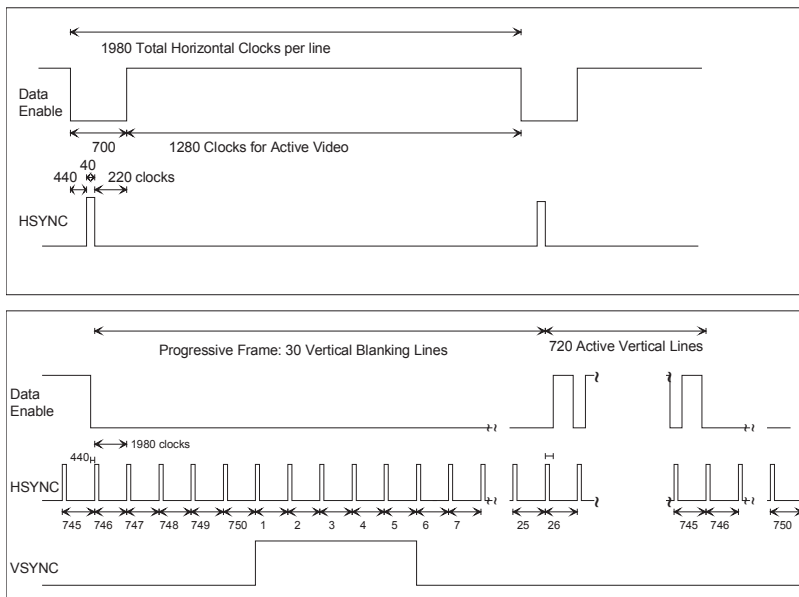 1980 Total Horizontal Clocks per line
Data
Enable
700
1280 Clocks for Active Video
40
440
220 clocks
HSYNC
Progressive Frame: 30 Vertical Blanking Lines
720 Active Vertical Lines
Data
Enable
1980 clocks
440
HSYNC
745 746 747 748 749 750 1 2 3 4 5 6 7 25 26 745 746 750
VSYNC